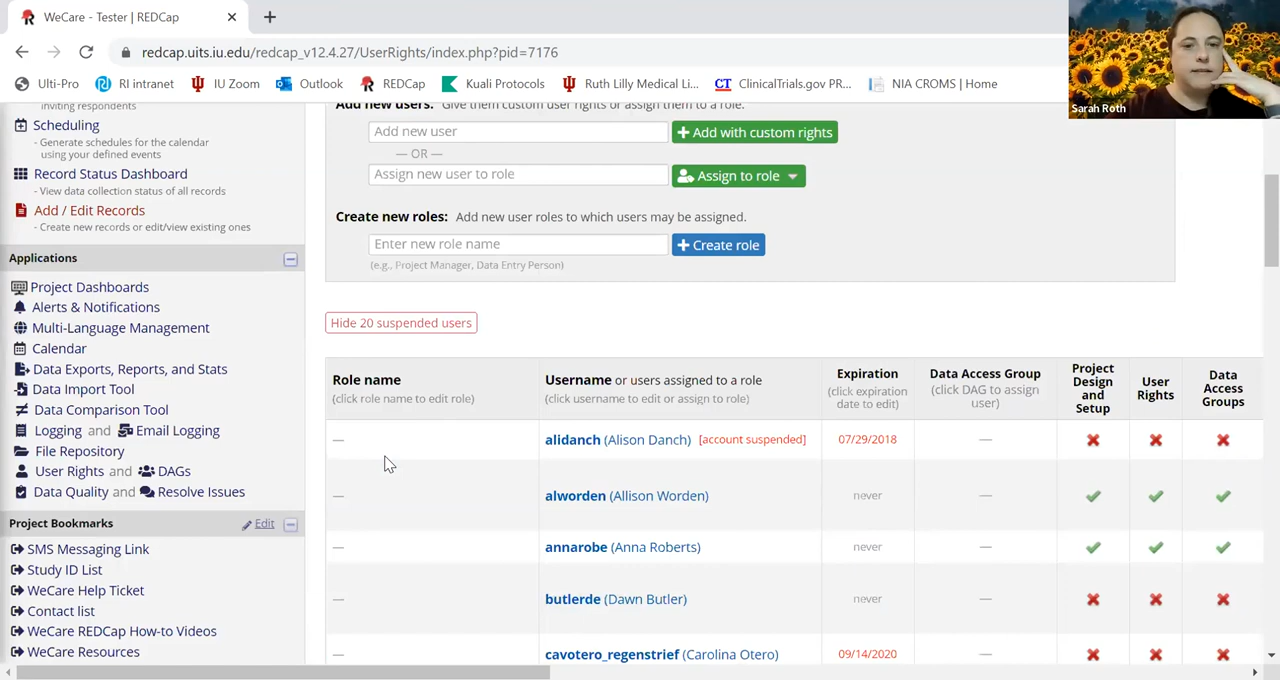 WeCare - Tester | REDCap
redcap.uits.iu.edu/redcap_v12.4.27/UserRights/index.php?pid=7176
Ulti-Pro RI intranet IU Zoom Outlook REDCap Kuali Protocols Ruth Lilly Medical Li... CT ClinicalTrials.gov PR... NIA CROMS | Home
Sarah Roth
inviting respondents
Scheduling
- Generate schedules for the calendar
using your defined events
Record Status Dashboard
- View data collection status of all records
Add / Edit Records
- Create new records or edit/view existing ones
Applications
Project Dashboards
Alerts & Notifications
Multi-Language Management
Calendar
Data Exports, Reports, and Stats
Data Import Tool
Data Comparison Tool
Logging and Email Logging
File Repository
User Rights and DAGs
Data Quality and Resolve Issues
Project Bookmarks Edit
SMS Messaging Link
Study ID List
WeCare Help Ticket
Contact list
WeCare REDCap How-to Videos
WeCare Resources
Add new users: Give them custom user rights or assign them to a role.
Add new user + Add with custom rights
— OR —
Assign new user to role Assign to role
Create new roles: Add new user roles to which users may be assigned.
Enter new role name + Create role
(e.g., Project Manager, Data Entry Person)
Hide 20 suspended users
Role name
(click role name to edit role)
Username or users assigned to a role
(click username to edit or assign to role)
Expiration
(click expiration
date to edit)
Data Access Group
(click DAG to assign
user)
Project
Design
and
Setup
User
Rights
Data
Access
Groups
— alidanch (Alison Danch) [account suspended] 07/29/2018 —
— alworden (Allison Worden) never —
— annarobe (Anna Roberts) never —
— butlerde (Dawn Butler) never —
— cavotero_regenstrief (Carolina Otero) 09/14/2020 —